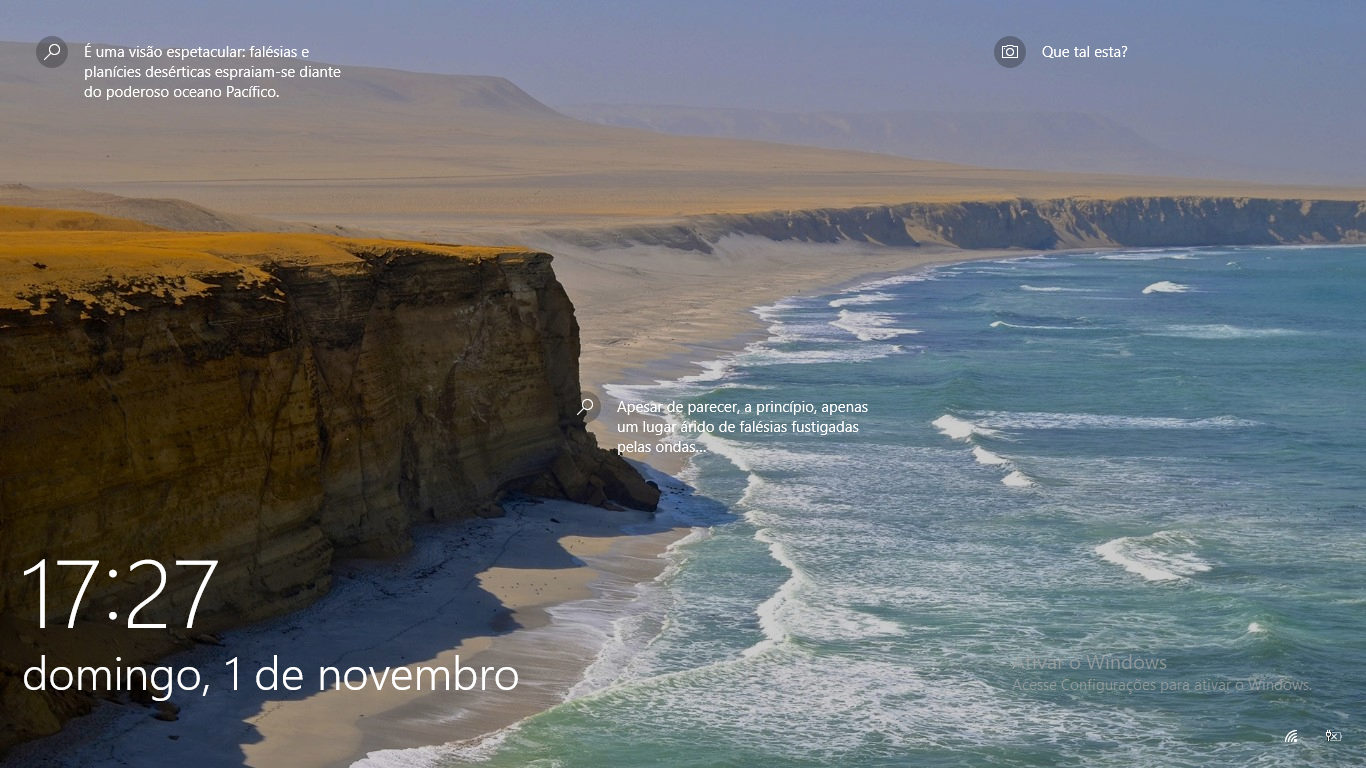 É uma visão espetacular: falésias e
planícies desérticas espraiam-se diante
do poderoso oceano Pacífico.
Que tal esta?
Apesar de parecer, a princípio, apenas
um lugar árido de falésias fustigadas
pelas ondas...
17:27
domingo, 1 de novembro
Ativar o Windows
Acesse Configurações para ativar o Windows.